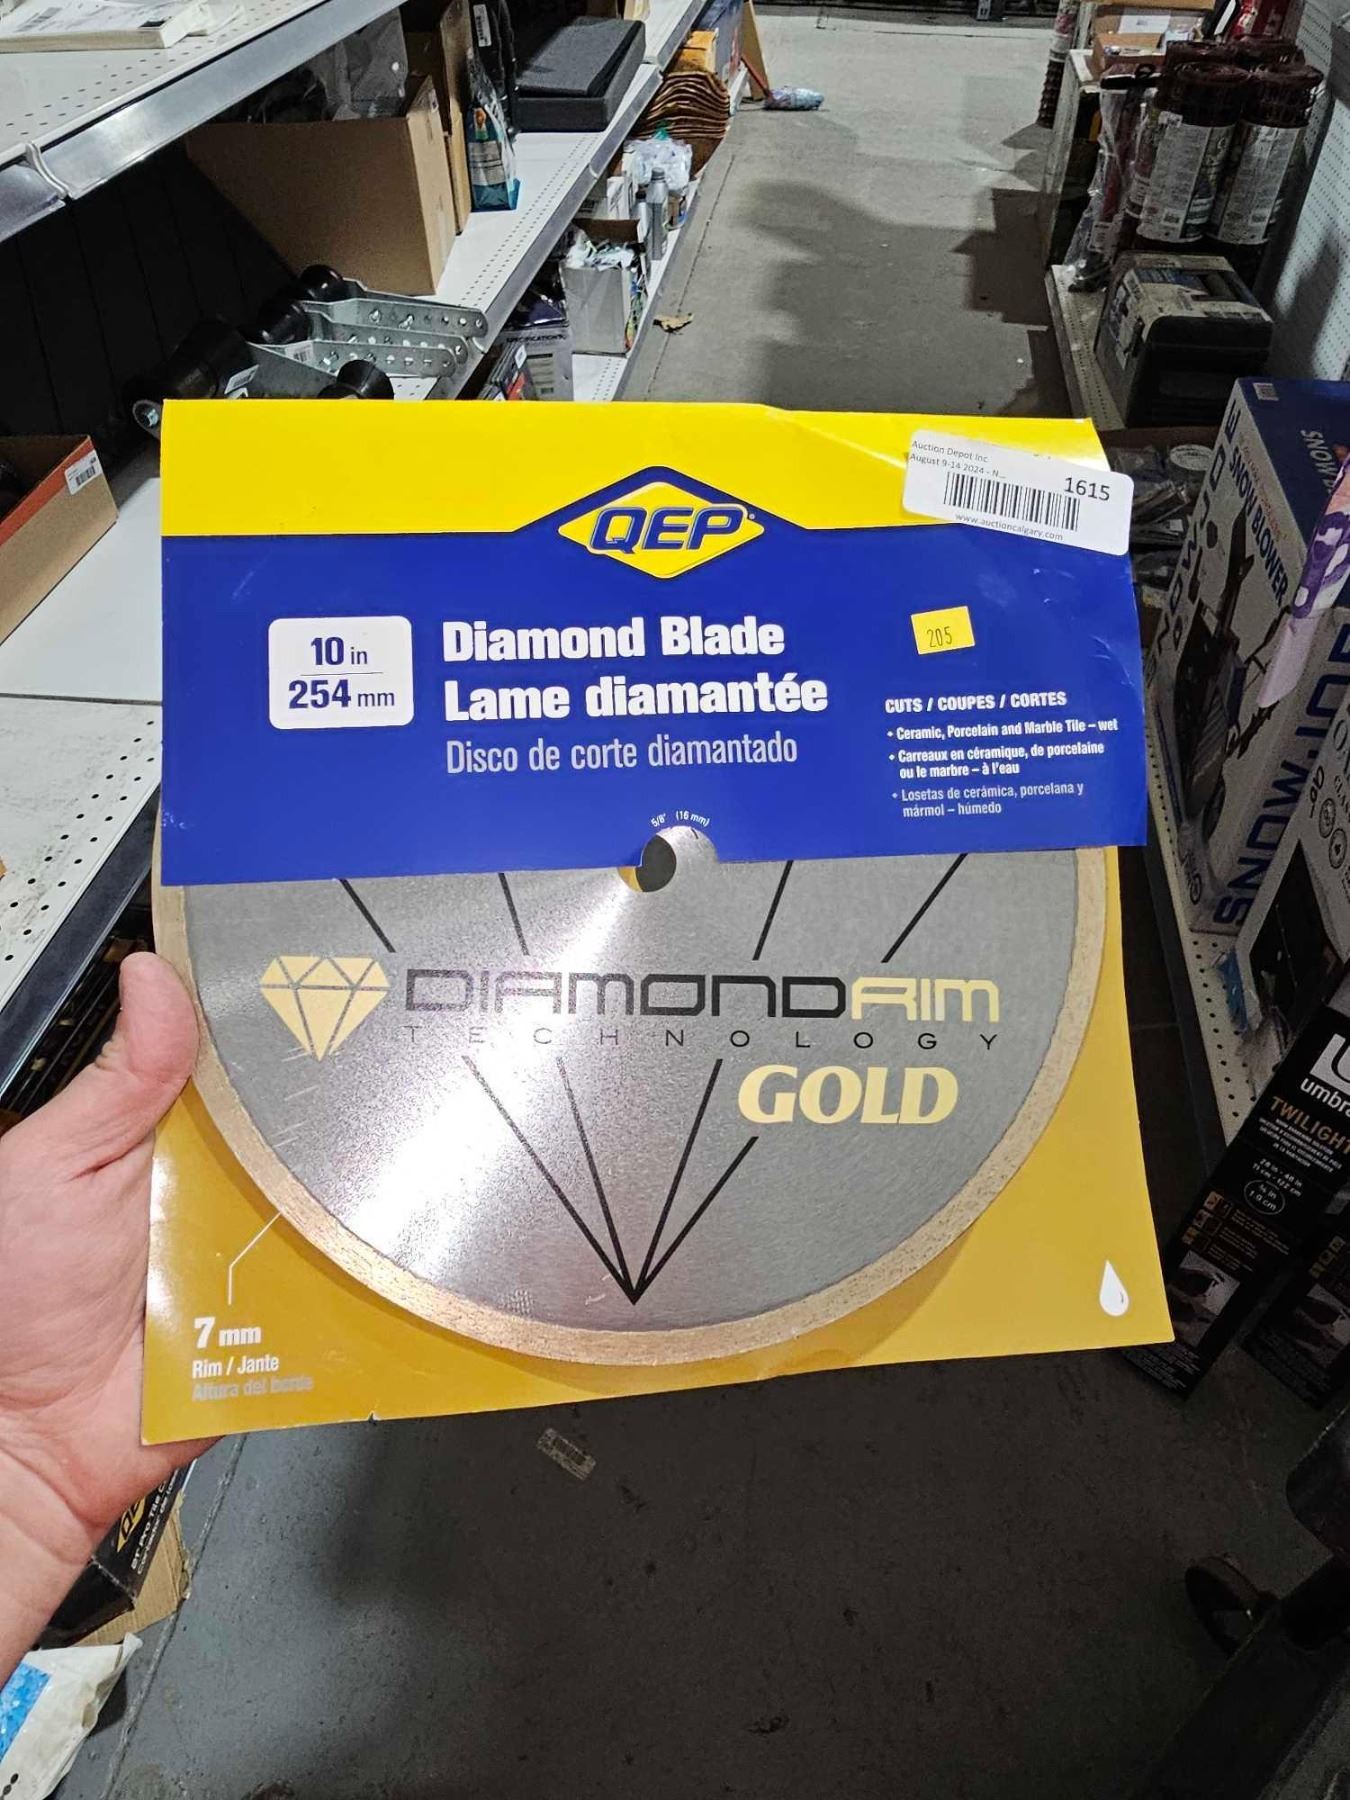 Auction Depot Inc
August 9-14 2024 - N...
1615
www.auctioncalgary.com
QEP
10 in
254 mm
Diamond Blade
Lame diamantée
Disco de corte diamantado
205
CUTS / COUPES / CORTES
• Ceramic, Porcelain and Marble Tile – wet
• Carreaux en céramique, de porcelaine
ou le marbre – à l'eau
• Losetas de cerámica, porcelana y
mármol – húmedo
5/8" (16 mm)
DIAMONDRIM
TECHNOLOGY
GOLD
7 mm
Rim / Jante
Altura del borde
SNOW BLOWER
SNOW JOE
umbra
TWILIGHT